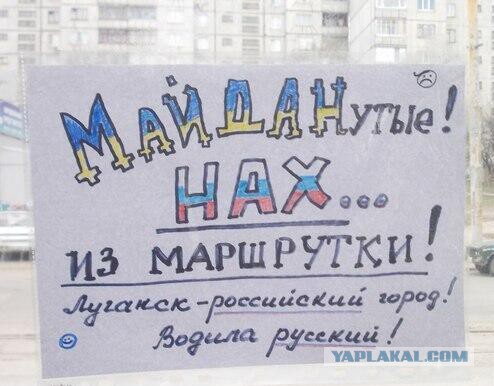 МАЙДАНутые!
НАХ...
ИЗ МАРШРУТКИ!
Луганск-российский город!
Водила русский!
YAPLAKAL.COM